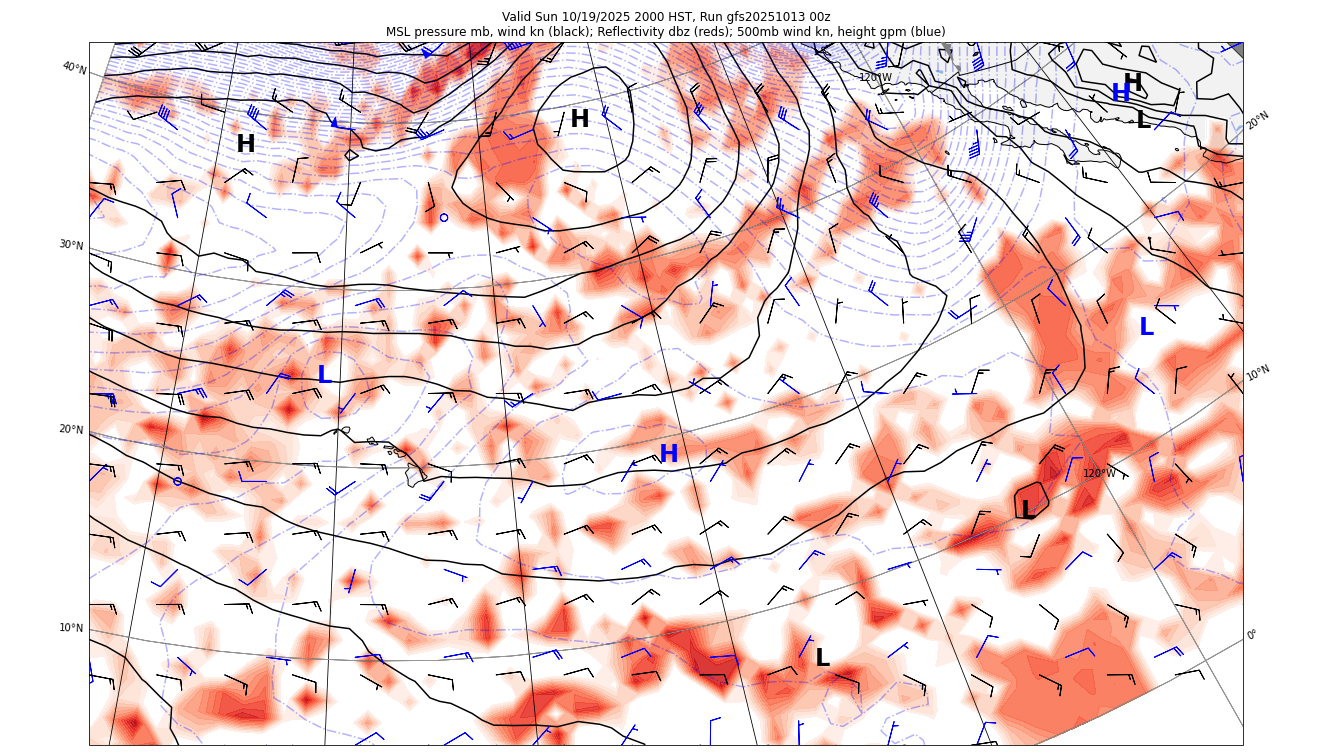 Valid Sun 10/19/2025 2000 HST, Run gfs20251013 00z
MSL pressure mb, wind kn (black); Reflectivity dbz (reds); 500mb wind kn, height gpm (blue)
40°N
120°W
H
H
L
20°N
H
H
30°N
L
L
10°N
20°N
H
120°W
L
10°N
0°
L